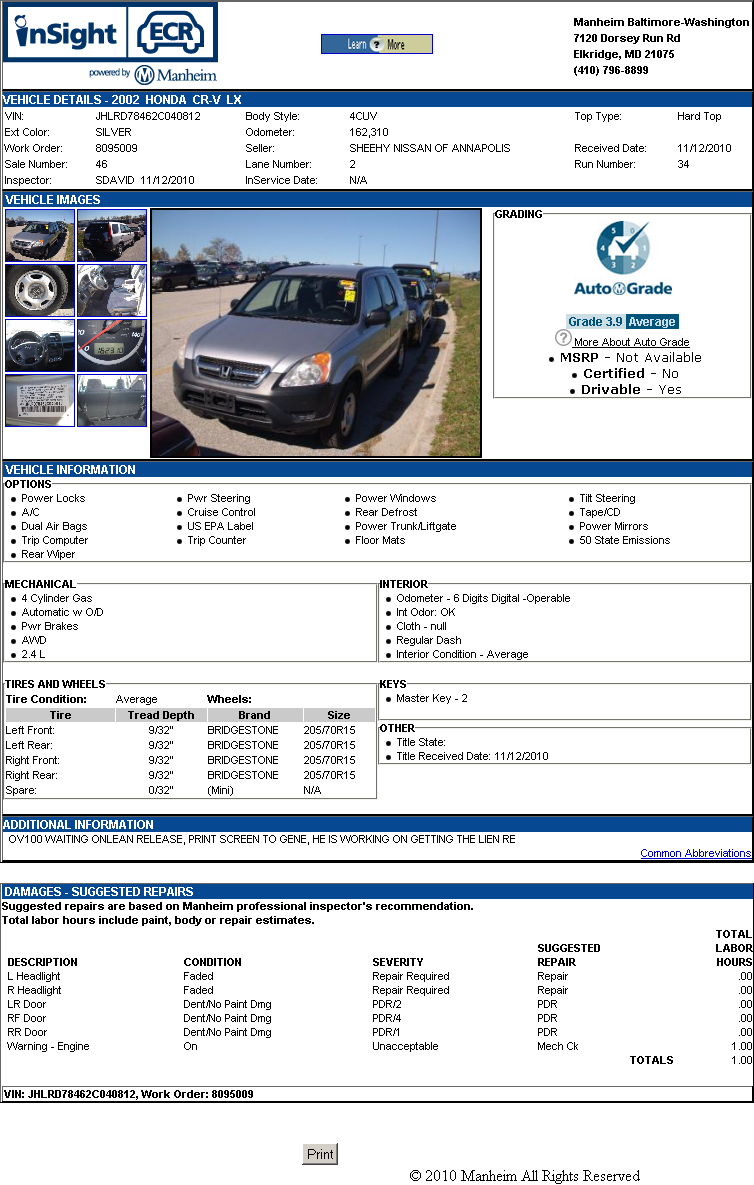 inSight ECR
powered by Manheim
Learn ? More
Manheim Baltimore-Washington
7120 Dorsey Run Rd
Elkridge, MD 21075
(410) 796-8899
VEHICLE DETAILS - 2002 HONDA CR-V LX
VIN: JHLRD78462C040812 Body Style: 4CUV Top Type: Hard Top
Ext Color: SILVER Odometer: 162,310
Work Order: 8095009 Seller: SHEEHY NISSAN OF ANNAPOLIS Received Date: 11/12/2010
Sale Number: 46 Lane Number: 2 Run Number: 34
Inspector: SDAVID 11/12/2010 InService Date: N/A
VEHICLE IMAGES
GRADING
AutoGrade
Grade 3.9 Average
? More About Auto Grade
MSRP - Not Available
Certified - No
Drivable - Yes
VEHICLE INFORMATION
OPTIONS
Power Locks Pwr Steering Power Windows Tilt Steering
A/C Cruise Control Rear Defrost Tape/CD
Dual Air Bags US EPA Label Power Trunk/Liftgate Power Mirrors
Trip Computer Trip Counter Floor Mats 50 State Emissions
Rear Wiper
MECHANICAL
4 Cylinder Gas
Automatic w O/D
Pwr Brakes
AWD
2.4 L
INTERIOR
Odometer - 6 Digits Digital -Operable
Int Odor: OK
Cloth - null
Regular Dash
Interior Condition - Average
TIRES AND WHEELS
Tire Condition: Average Wheels:
Tire Tread Depth Brand Size
Left Front: 9/32" BRIDGESTONE 205/70R15
Left Rear: 9/32" BRIDGESTONE 205/70R15
Right Front: 9/32" BRIDGESTONE 205/70R15
Right Rear: 9/32" BRIDGESTONE 205/70R15
Spare: 0/32" (Mini) N/A
KEYS
Master Key - 2
OTHER
Title State:
Title Received Date: 11/12/2010
ADDITIONAL INFORMATION
OV100 WAITING ONLEAN RELEASE, PRINT SCREEN TO GENE, HE IS WORKING ON GETTING THE LIEN RE
Common Abbreviations
DAMAGES - SUGGESTED REPAIRS
Suggested repairs are based on Manheim professional inspector's recommendation.
Total labor hours include paint, body or repair estimates.
DESCRIPTION CONDITION SEVERITY SUGGESTED REPAIR TOTAL LABOR HOURS
L Headlight Faded Repair Required Repair .00
R Headlight Faded Repair Required Repair .00
LR Door Dent/No Paint Dmg PDR/2 PDR .00
RF Door Dent/No Paint Dmg PDR/4 PDR .00
RR Door Dent/No Paint Dmg PDR/1 PDR .00
Warning - Engine On Unacceptable Mech Ck 1.00
TOTALS 1.00
VIN: JHLRD78462C040812, Work Order: 8095009
Print
© 2010 Manheim All Rights Reserved